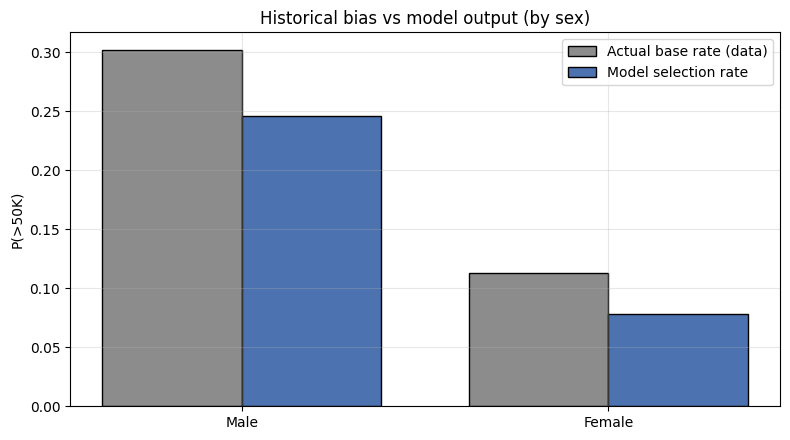 Historical bias vs model output (by sex)
Actual base rate (data)
Model selection rate
P(>50K)
0.30
0.25
0.20
0.15
0.10
0.05
0.00
Male
Female